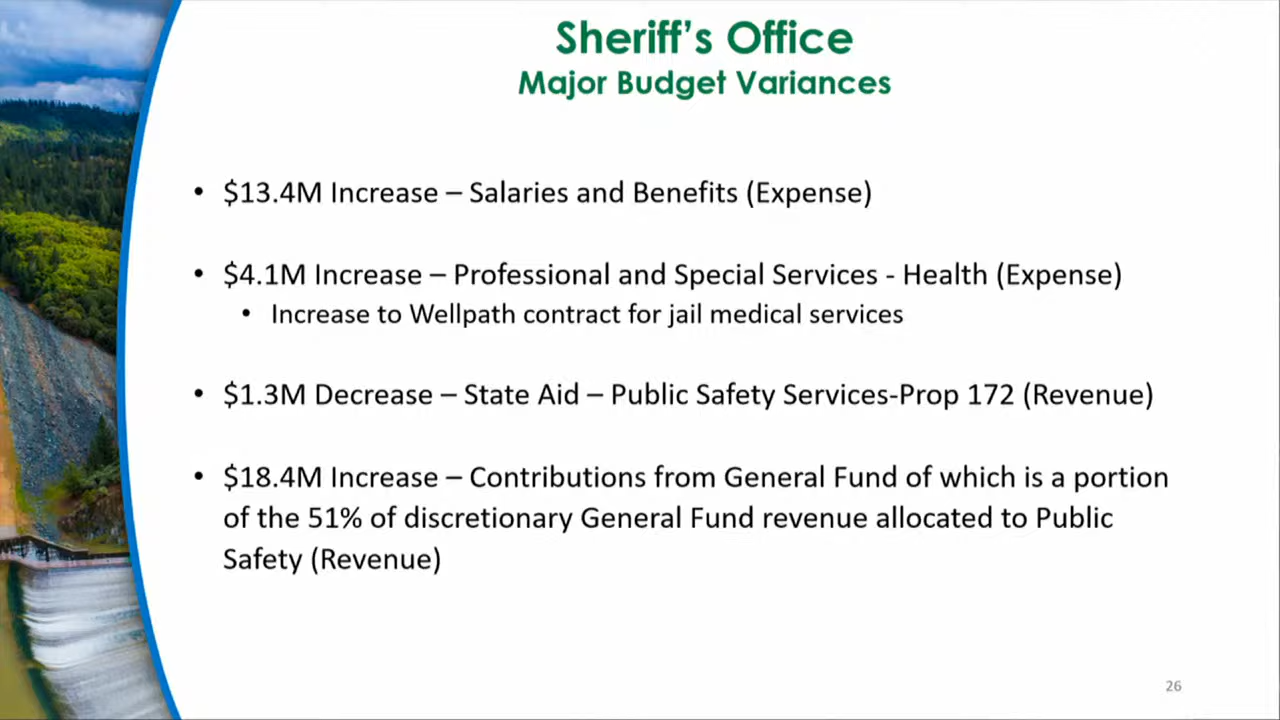 Sheriff’s Office
Major Budget Variances
• $13.4M Increase – Salaries and Benefits (Expense)
• $4.1M Increase – Professional and Special Services - Health (Expense)
• Increase to Wellpath contract for jail medical services
• $1.3M Decrease – State Aid – Public Safety Services-Prop 172 (Revenue)
• $18.4M Increase – Contributions from General Fund of which is a portion
of the 51% of discretionary General Fund revenue allocated to Public
Safety (Revenue)
26